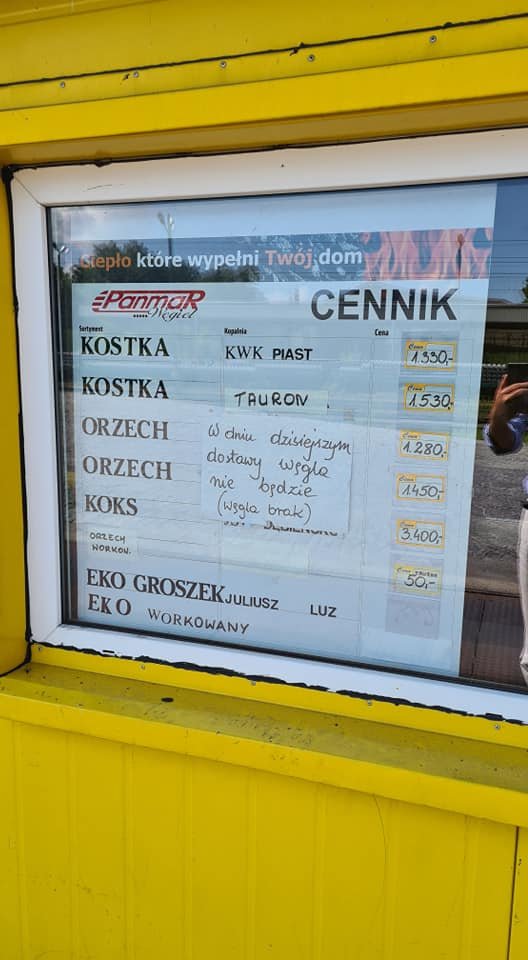 Ciepło które wypełni Twój dom
PanmaR
Węgiel
CENNIK
Sortyment Kopalnia Cena
KOSTKA KWK PIAST Cena 1.330,-
KOSTKA TAURON Cena 1.530,-
ORZECH Cena 1.280,-
ORZECH Cena 1.450,-
KOKS Cena 3.400,-
W dniu dzisiejszym
dostawy węgla
nie będzie
(węgla brak)
ORZECH
WORKOW. Cena 50,-
EKO GROSZEK JULIUSZ LUZ
EKO WORKOWANY